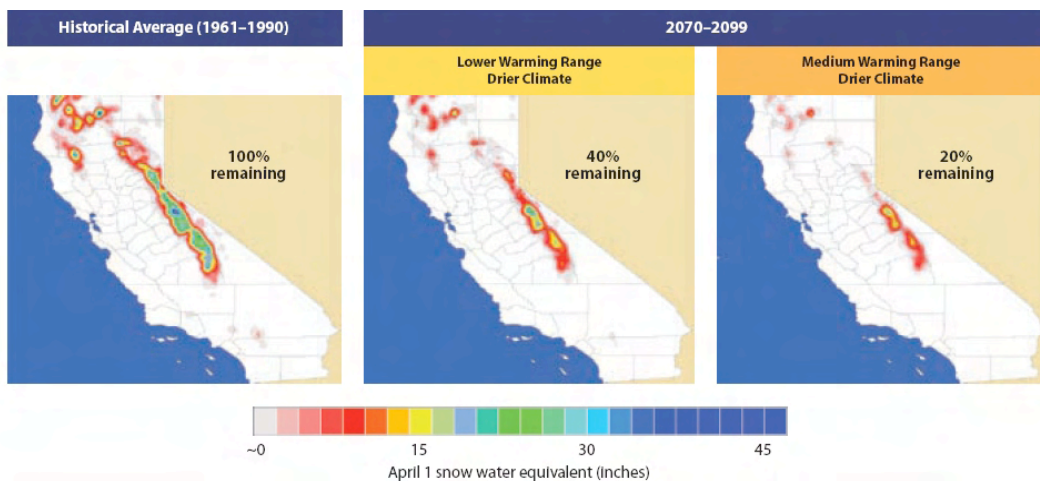 Historical Average (1961–1990)
2070–2099
Lower Warming Range
Drier Climate
Medium Warming Range
Drier Climate
100%
remaining
40%
remaining
20%
remaining
~0
15
30
45
April 1 snow water equivalent (inches)